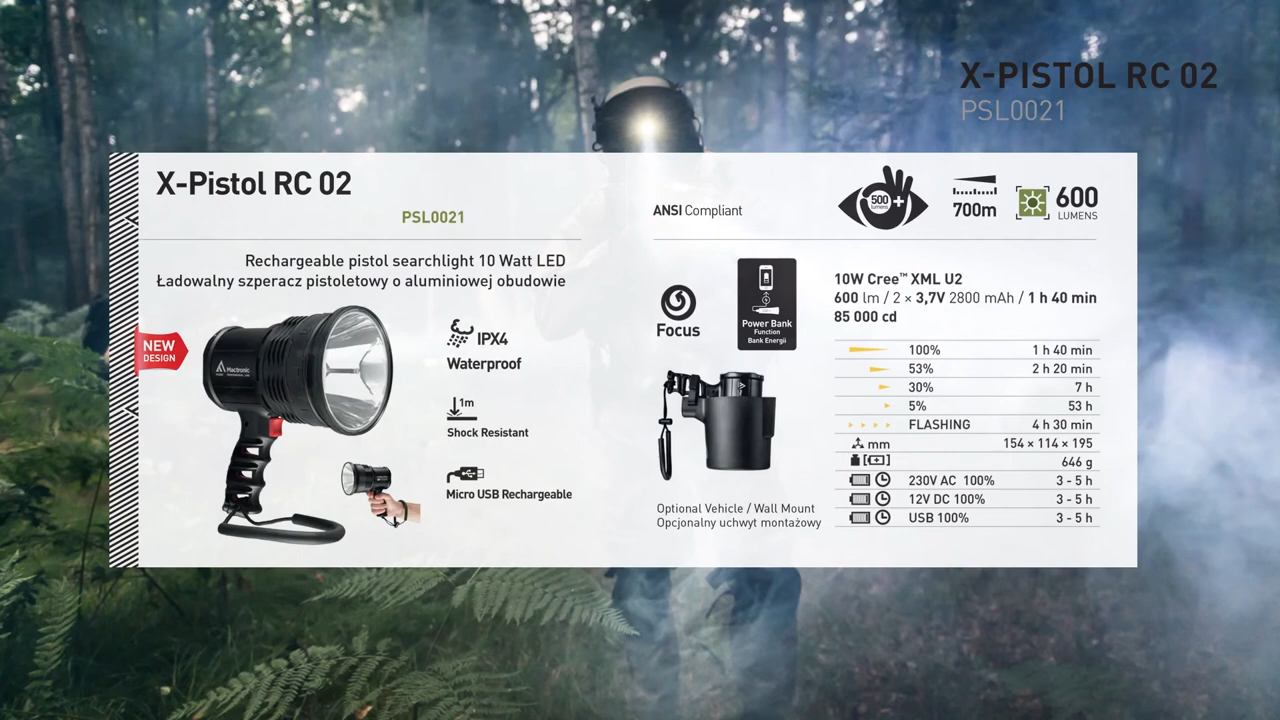 X-PISTOL RC 02
PSL0021
X-Pistol RC 02
PSL0021
Rechargeable pistol searchlight 10 Watt LED
Ładowalny szperacz pistoletowy o aluminiowej obudowie
NEW
DESIGN
Mactronic
IPX4
Waterproof
1m
Shock Resistant
Micro USB Rechargeable
ANSI Compliant
500
lumens
+
700m
600
LUMENS
Focus
Power Bank
Function
Bank Energii
Optional Vehicle / Wall Mount
Opcjonalny uchwyt montażowy
10W Cree™ XML U2
600 lm / 2 × 3,7V 2800 mAh / 1 h 40 min
85 000 cd
100% 1 h 40 min
53% 2 h 20 min
30% 7 h
5% 53 h
FLASHING 4 h 30 min
mm 154 × 114 × 195
646 g
230V AC 100% 3 - 5 h
12V DC 100% 3 - 5 h
USB 100% 3 - 5 h